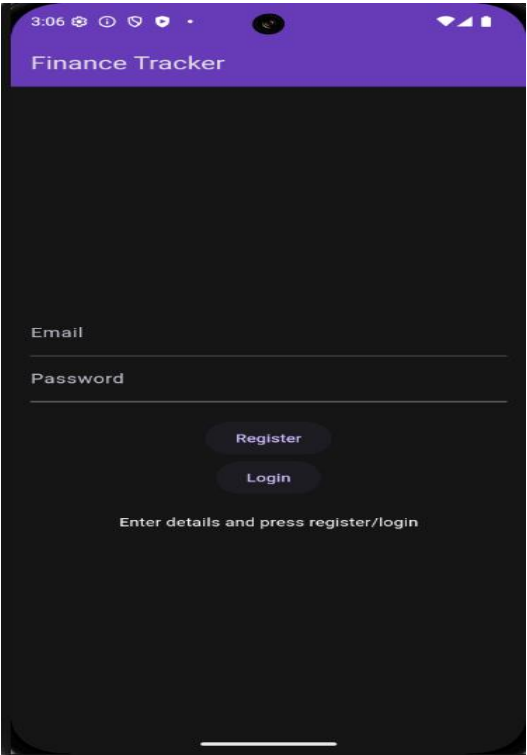 3:06
Finance Tracker
Email
Password
Register
Login
Enter details and press register/login